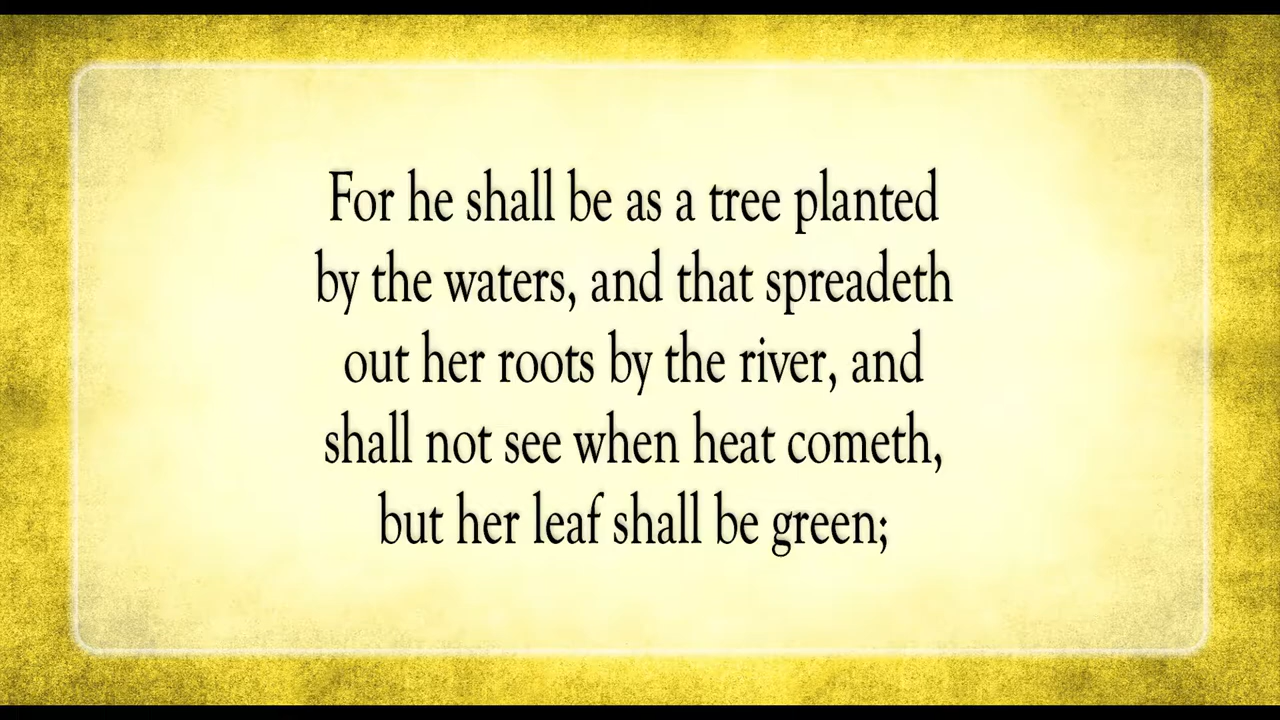 For he shall be as a tree planted
by the waters, and that spreadeth
out her roots by the river, and
shall not see when heat cometh,
but her leaf shall be green;